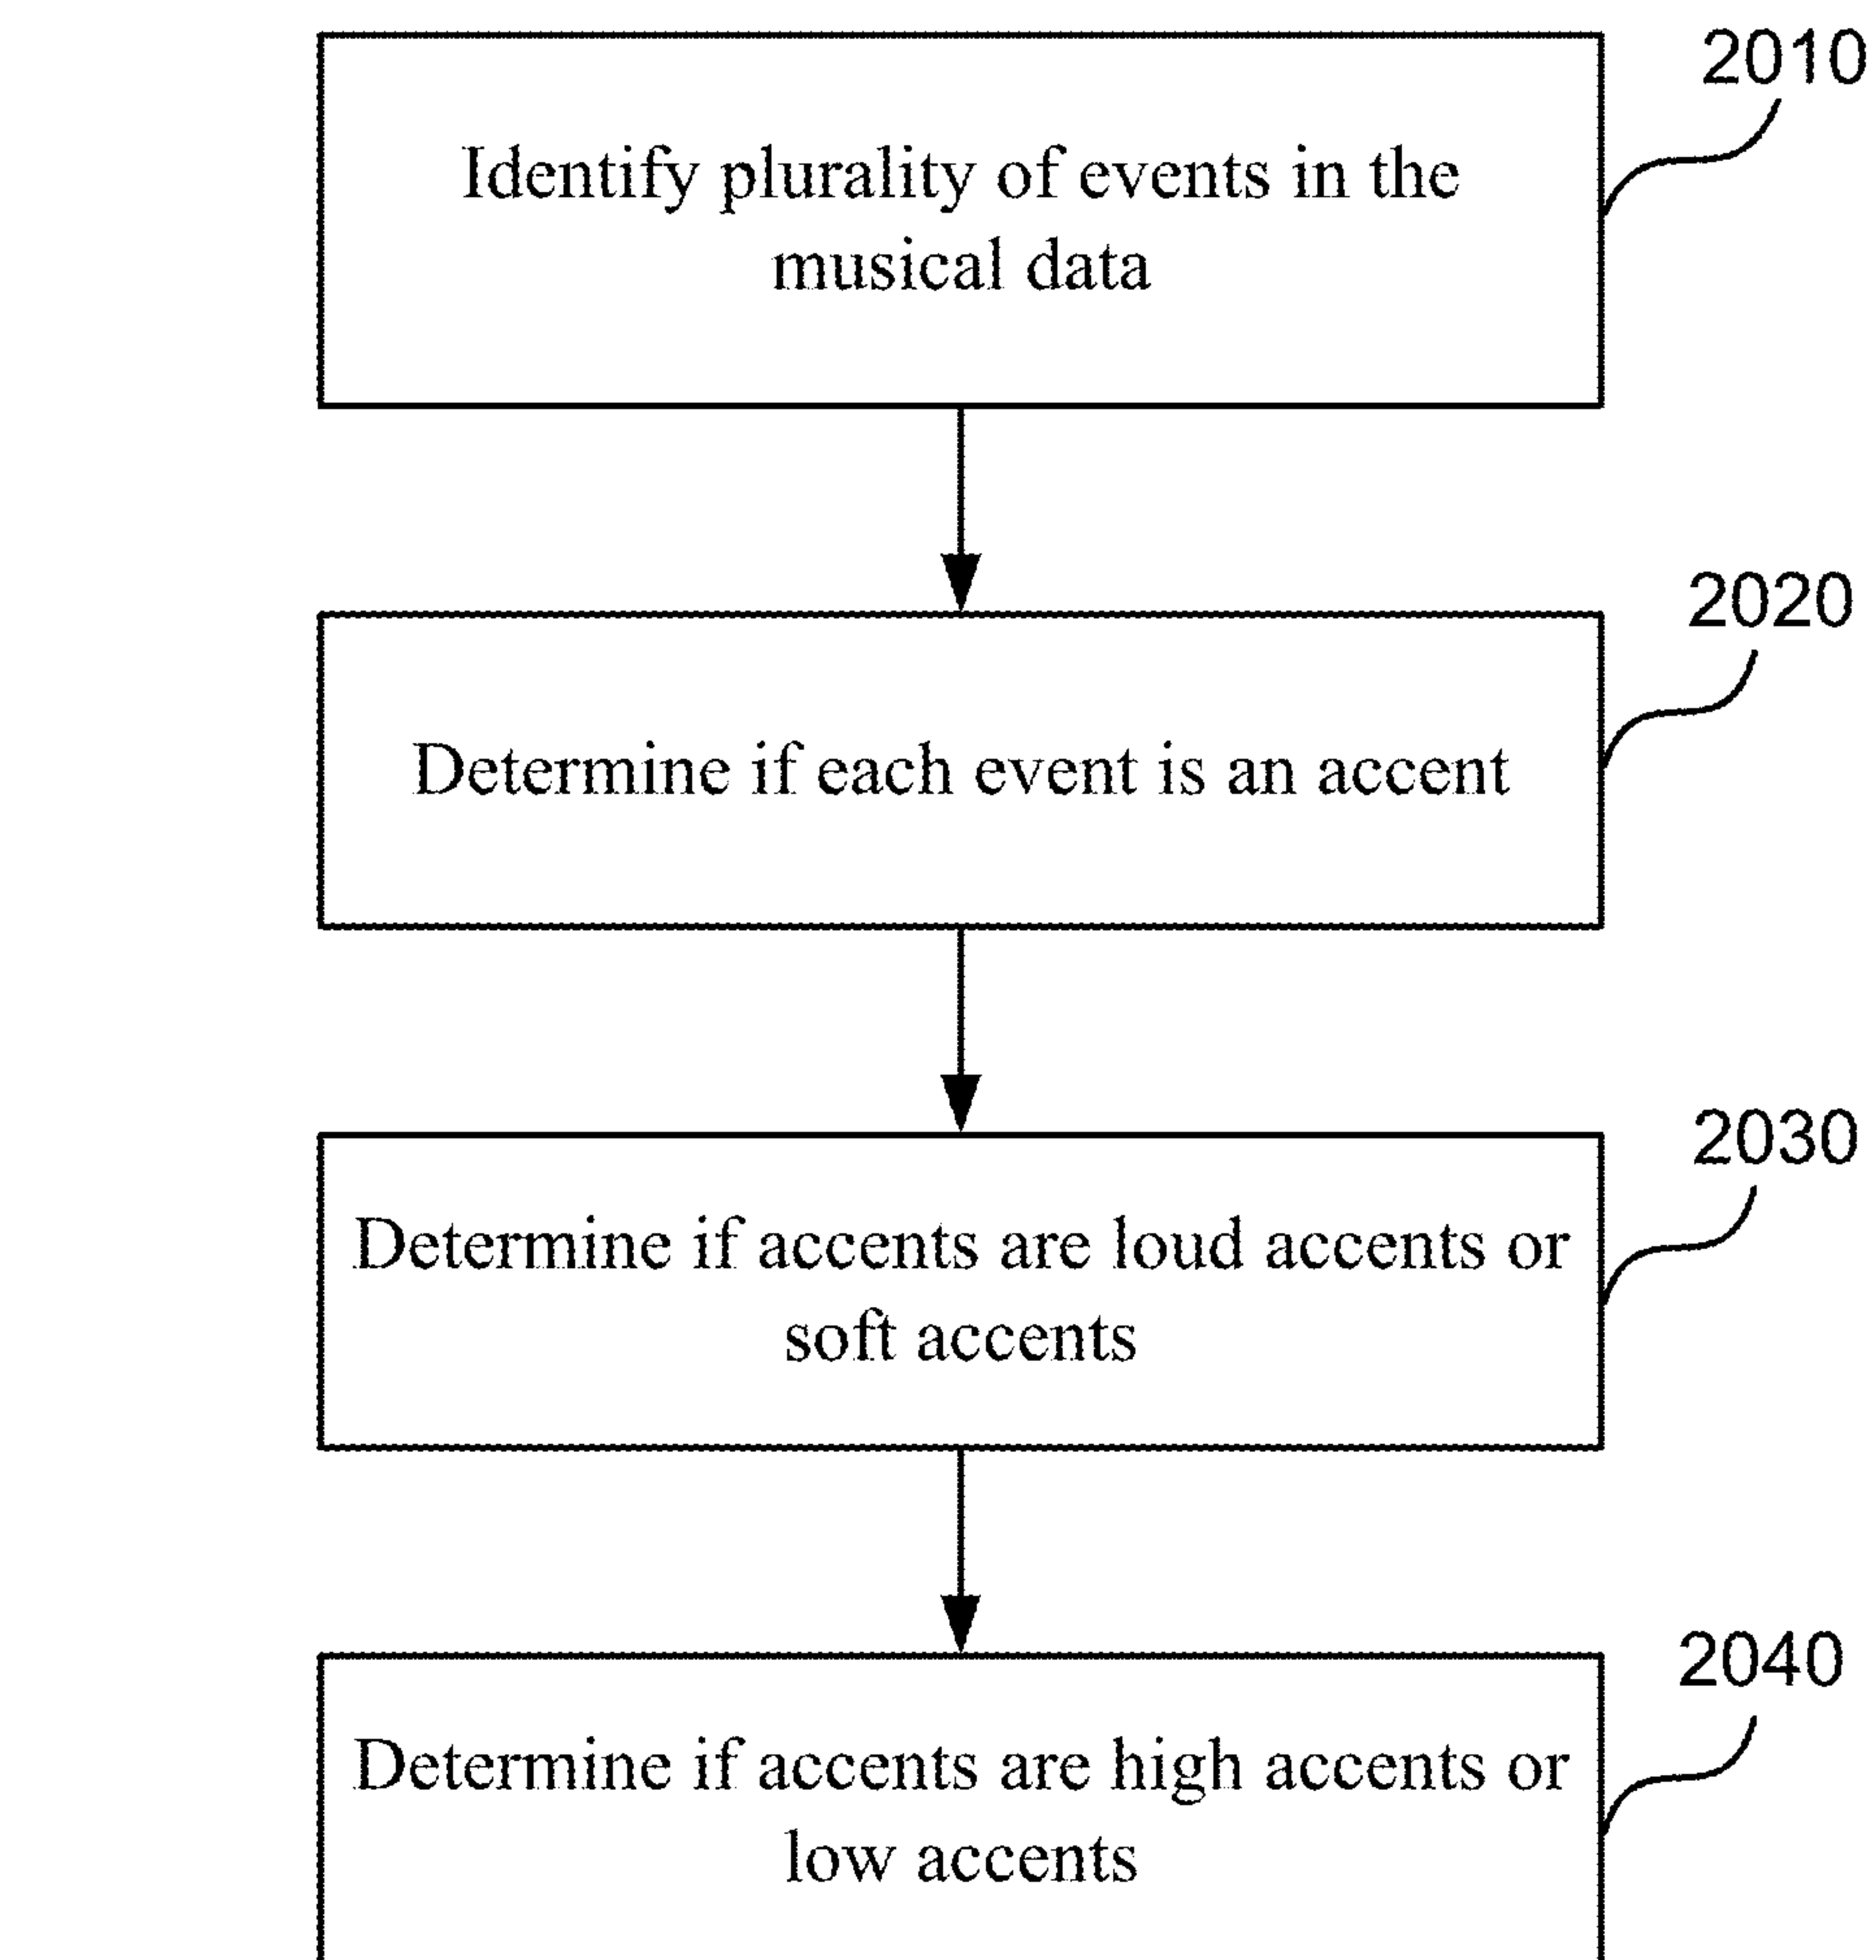 2010
Identify plurality of events in the
musical data
2020
Determine if each event is an accent
2030
Determine if accents are loud accents or
soft accents
2040
Determine if accents are high accents or
low accents